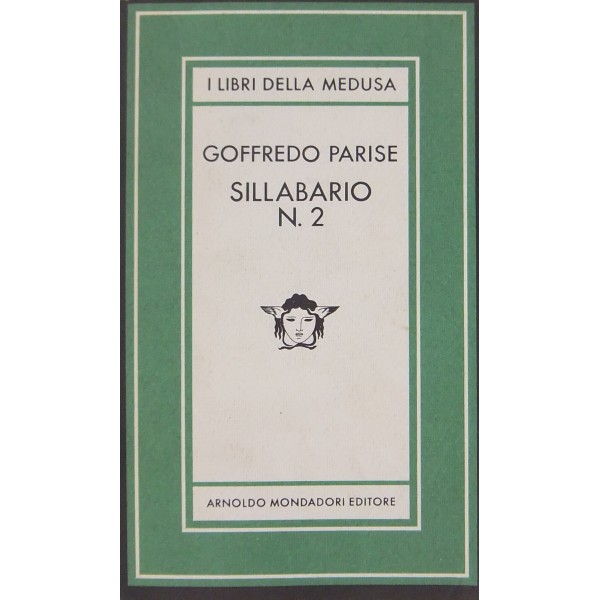 I LIBRI DELLA MEDUSA
GOFFREDO PARISE
SILLABARIO
N. 2
ARNOLDO MONDADORI EDITORE